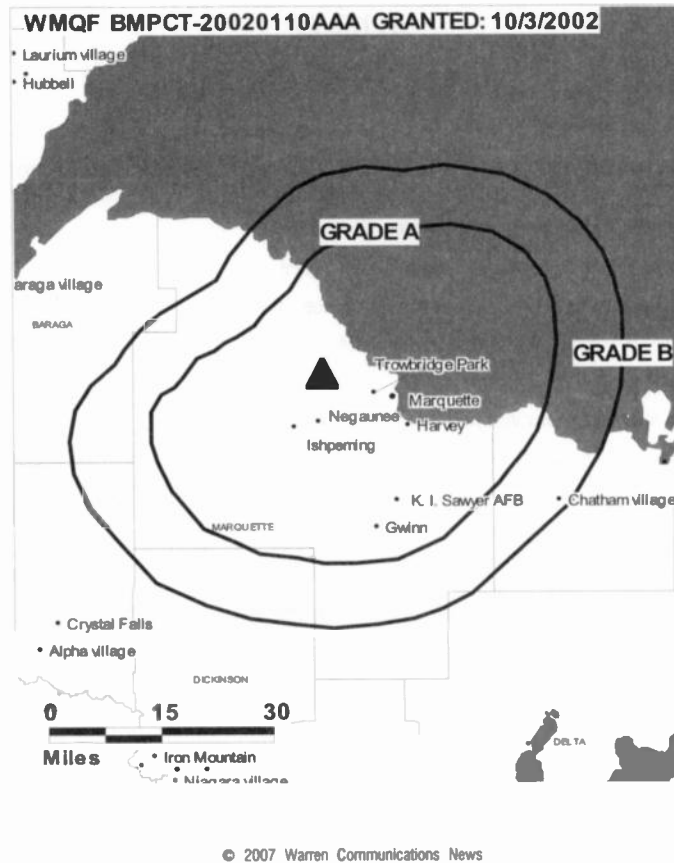 WMQF BMPCT-20020110AAA GRANTED: 10/3/2002
Laurium village
Hubbell
GRADE A
araga village
BARAGA
GRADE B
Trowbridge Park
Marquette
Negaunee
Harvey
Ishpeming
K. I. Sawyer AFB
Chatham village
MARQUETTE
Gwinn
Crystal Falls
Alpha village
DICKINSON
0 15 30
DELTA
Miles
Iron Mountain
Niagara village
© 2007 Warren Communications News